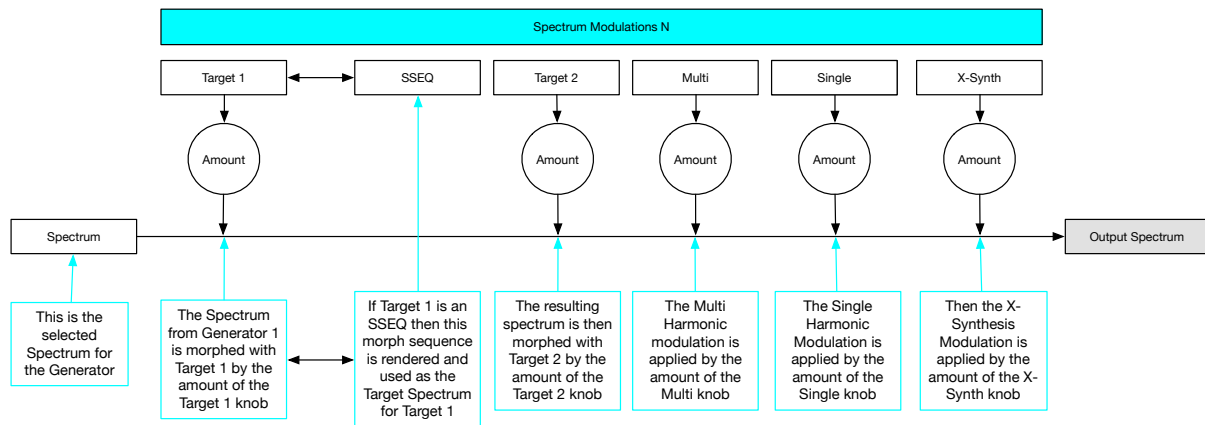 Spectrum Modulations N
Target 1
SSEQ
Target 2
Multi
Single
X-Synth
Amount
Amount
Amount
Amount
Amount
Spectrum
Output Spectrum
This is the
selected
Spectrum for
the Generator
The Spectrum
from Generator 1
is morphed with
Target 1 by the
amount of the
Target 1 knob
If Target 1 is an
SSEQ then this
morph sequence
is rendered and
used as the
Target Spectrum
for Target 1
The resulting
spectrum is then
morphed with
Target 2 by the
amount of the
Target 2 knob
The Multi
Harmonic
modulation is
applied by the
amount of the
Multi knob
The Single
Harmonic
Modulation is
applied by the
amount of the
Single knob
Then the X-
Synthesis
Modulation is
applied by the
amount of the X-
Synth knob